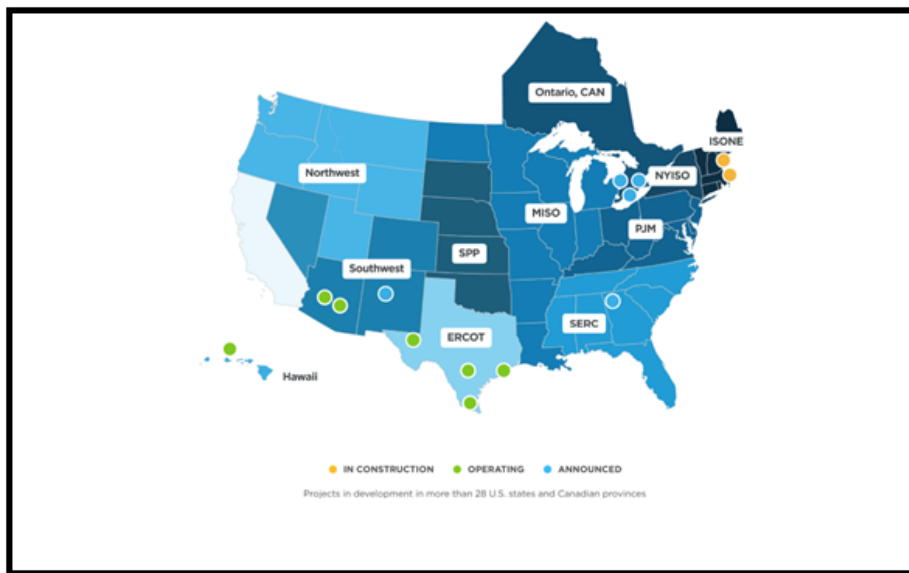 Ontario, CAN
ISONE
Northwest
NYISO
MISO
PJM
SPP
Southwest
SERC
ERCOT
Hawaii
IN CONSTRUCTION OPERATING ANNOUNCED
Projects in development in more than 28 U.S. states and Canadian provinces